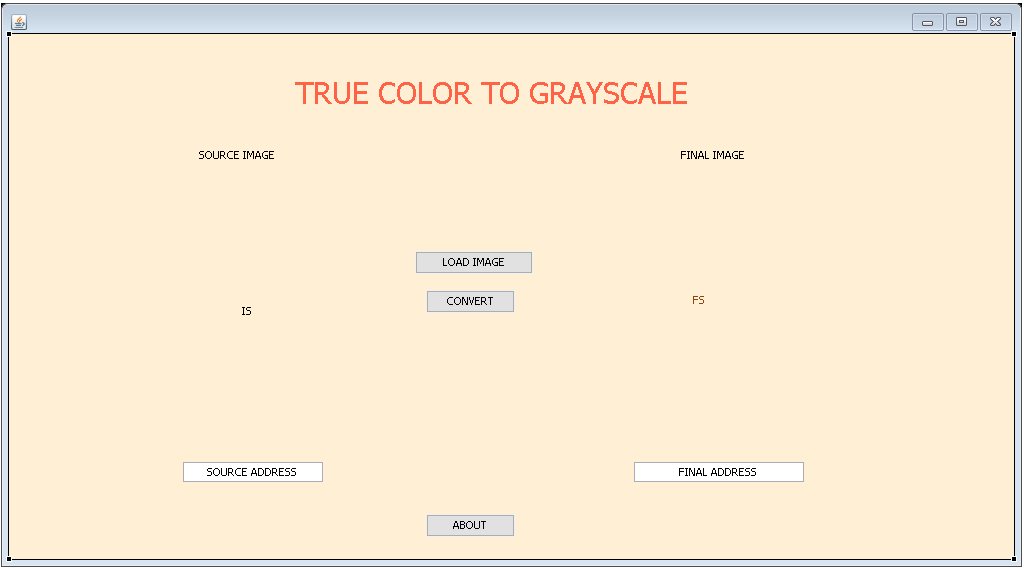 TRUE COLOR TO GRAYSCALE
SOURCE IMAGE
FINAL IMAGE
LOAD IMAGE
CONVERT
IS
FS
SOURCE ADDRESS
FINAL ADDRESS
ABOUT